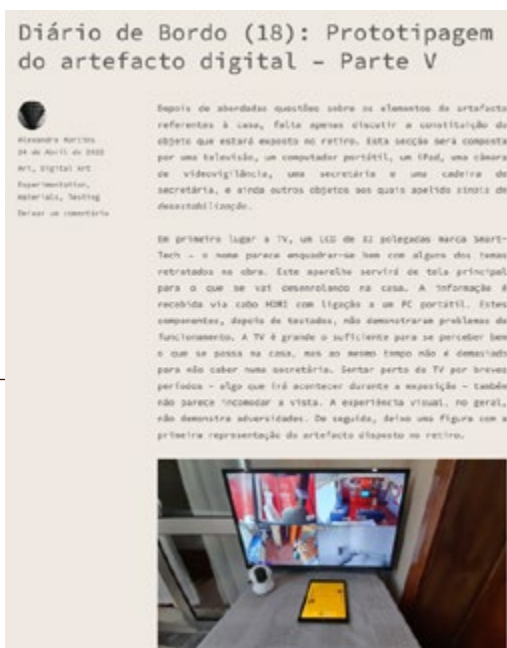 Diário de Bordo (18): Prototipagem
do artefacto digital – Parte V
Alexandre Martins
24 de Abril de 2022
Art, Digital Art
Experimentation,
Materials, Testing
Deixar um comentário
Depois de abordadas questões sobre os elementos do artefacto
referentes à casa, falta apenas discutir a constituição do
objeto que estará exposto no retiro. Esta secção será composta
por uma televisão, um computador portátil, um iPad, uma câmara
de videovigilância, uma secretária e uma cadeira de
secretária, e ainda outros objetos aos quais apelido sinais de
destabilização.
Em primeiro lugar a TV, um LCD de 32 polegadas marca Smart-
Tech – o nome parece enquadrar-se bem com alguns dos temas
retratados na obra. Este aparelho servirá de tela principal
para o que se vai desenrolando na casa. A informação é
recebida via cabo HDMI com ligação a um PC portátil. Estes
componentes, depois de testados, não demonstraram problemas de
funcionamento. A TV é grande o suficiente para se perceber bem
o que se passa na casa, mas ao mesmo tempo não é demasiado
para não caber numa secretária. Sentar perto da TV por breves
períodos – algo que irá acontecer durante a exposição – também
não parece incomodar a vista. A experiência visual, no geral,
não demonstra adversidades. De seguida, deixo uma figura com a
primeira representação do artefacto disposto no retiro.